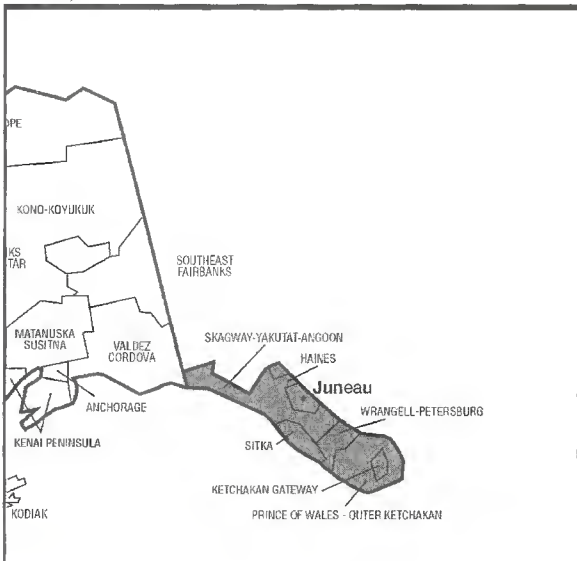 OPE
KONO-KOYUKUK
KS
TAR
SOUTHEAST
FAIRBANKS
MATANUSKA
SUSITNA
VALDEZ
CORDOVA
SKAGWAY-YAKUTAT-ANGOON
HAINES
Juneau
ANCHORAGE
WRANGELL-PETERSBURG
KENAI PENINSULA
SITKA
KETCHAKAN GATEWAY
KODIAK
PRINCE OF WALES - OUTER KETCHAKAN